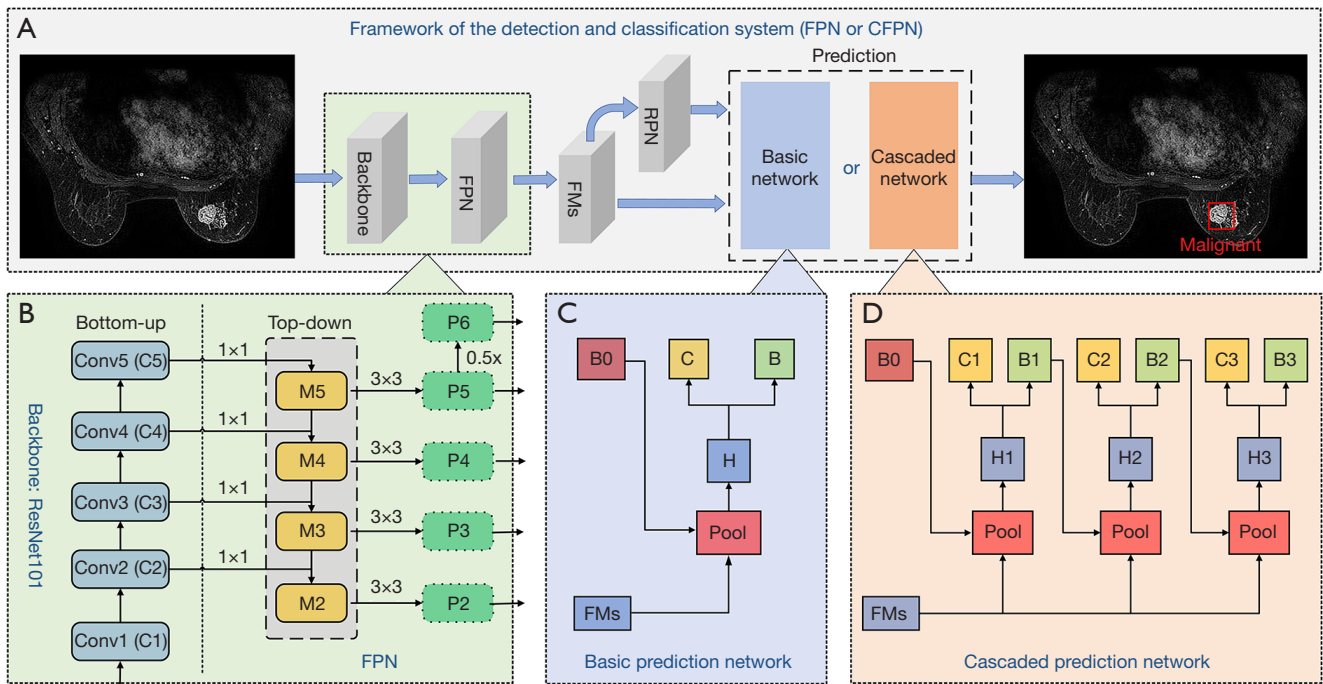 A
Framework of the detection and classification system (FPN or CFPN)
Prediction
Backbone
FPN
FMs
RPN
Basic
network
or
Cascaded
network
Malignant
B
Bottom-up
Top-down
Backbone: ResNet101
Conv5 (C5)
Conv4 (C4)
Conv3 (C3)
Conv2 (C2)
Conv1 (C1)
1×1
1×1
1×1
1×1
M5
M4
M3
M2
3×3
3×3
3×3
3×3
P6
0.5x
P5
P4
P3
P2
FPN
C
B0
C
B
H
Pool
FMs
Basic prediction network
D
B0
C1
B1
C2
B2
C3
B3
H1
H2
H3
Pool
Pool
Pool
FMs
Cascaded prediction network